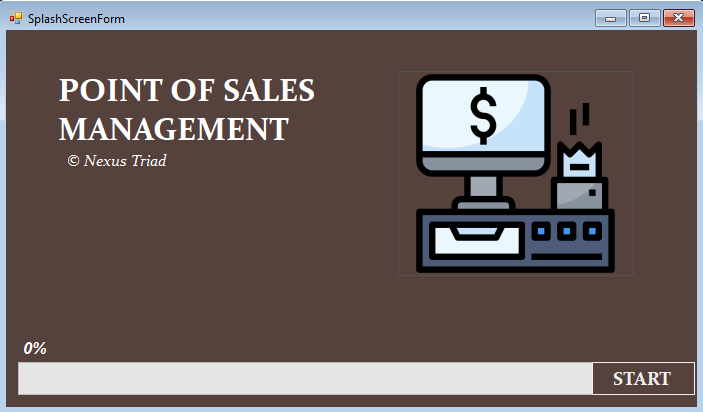 SplashScreenForm
POINT OF SALES
MANAGEMENT
© Nexus Triad
$
0%
START